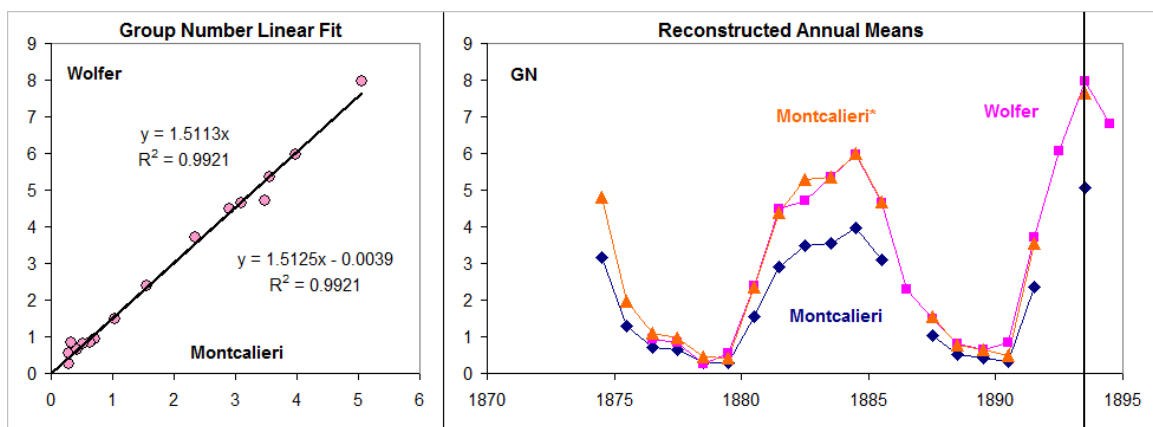 Group Number Linear Fit
9
8
7
6
5
4
3
2
1
0
Wolfer
y = 1.5113x
R² = 0.9921
y = 1.5125x - 0.0039
R² = 0.9921
Montcalieri
0 1 2 3 4 5 6
Reconstructed Annual Means
9
8
7
6
5
4
3
2
1
0
GN
Montcalieri*
Wolfer
Montcalieri
1870 1875 1880 1885 1890 1895